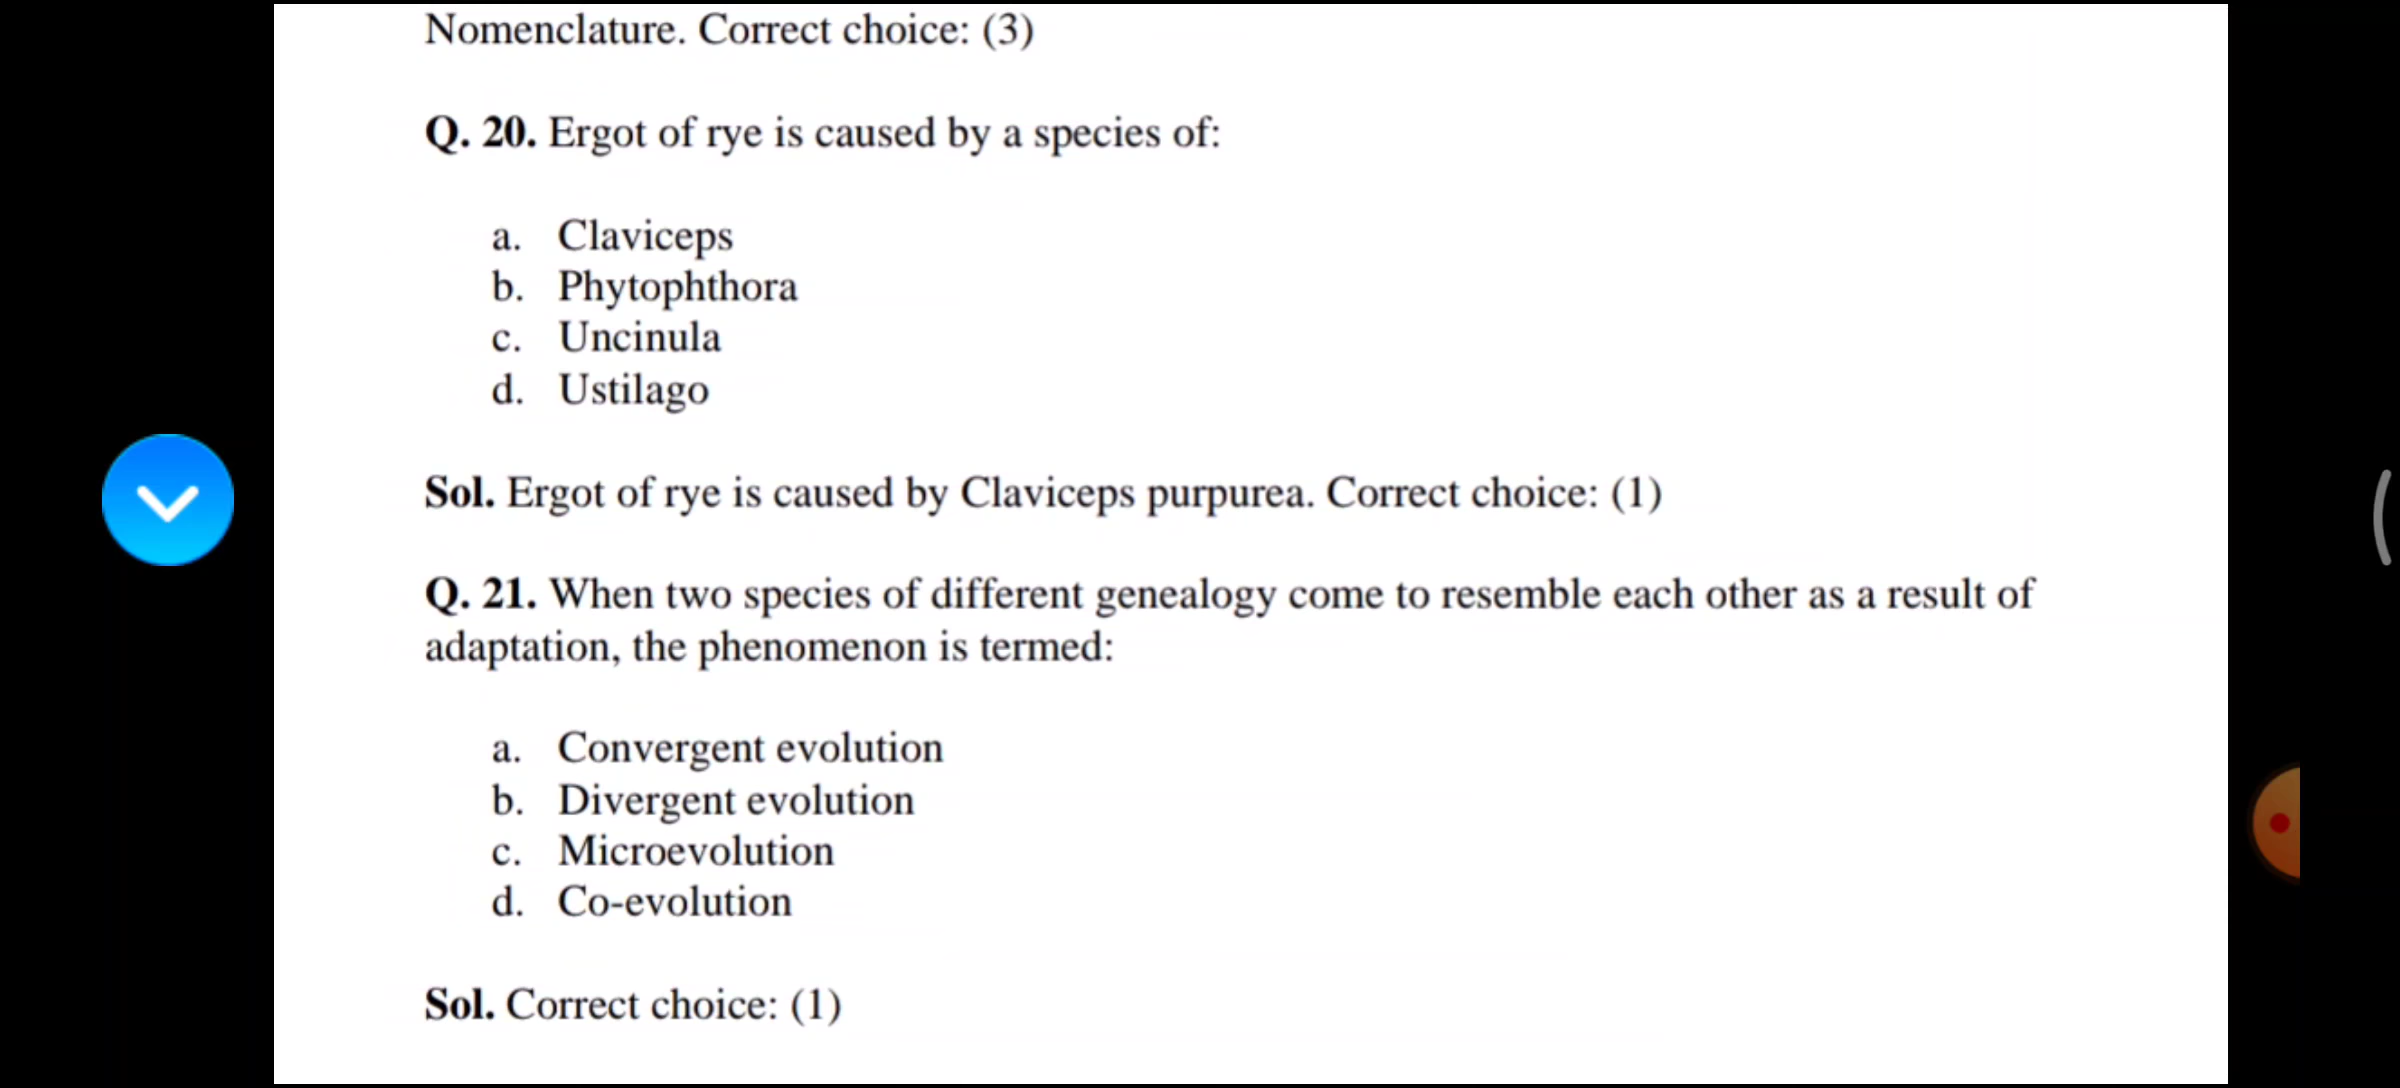 Nomenclature. Correct choice: (3)
Q. 20. Ergot of rye is caused by a species of:
a. Claviceps
b. Phytophthora
c. Uncinula
d. Ustilago
Sol. Ergot of rye is caused by Claviceps purpurea. Correct choice: (1)
Q. 21. When two species of different genealogy come to resemble each other as a result of
adaptation, the phenomenon is termed:
a. Convergent evolution
b. Divergent evolution
c. Microevolution
d. Co-evolution
Sol. Correct choice: (1)